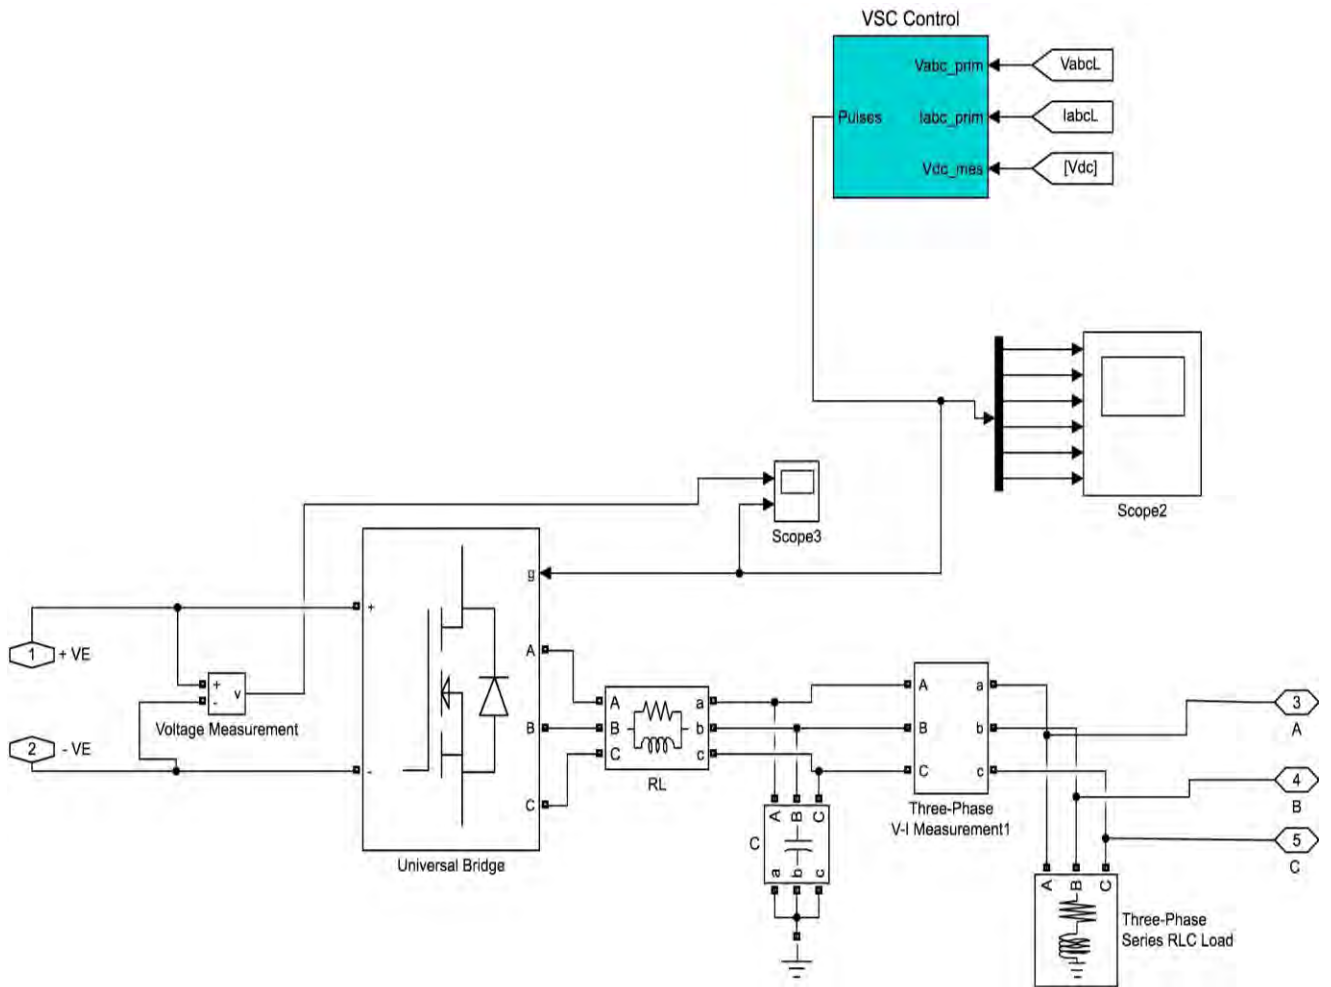 VSC Control
Vabc_prim
VabcL
Pulses
Iabc_prim
IabcL
Vdc_mes
[Vdc]
Scope2
Scope3
g
+
1
+ VE
A
+
v
-
Voltage Measurement
2
- VE
-
B
C
Universal Bridge
A
a
B
b
C
c
RL
A
a
B
b
C
c
Three-Phase
V-I Measurement1
3
A
4
B
5
C
A
B
C
C
a
b
c
A
B
C
Three-Phase
Series RLC Load